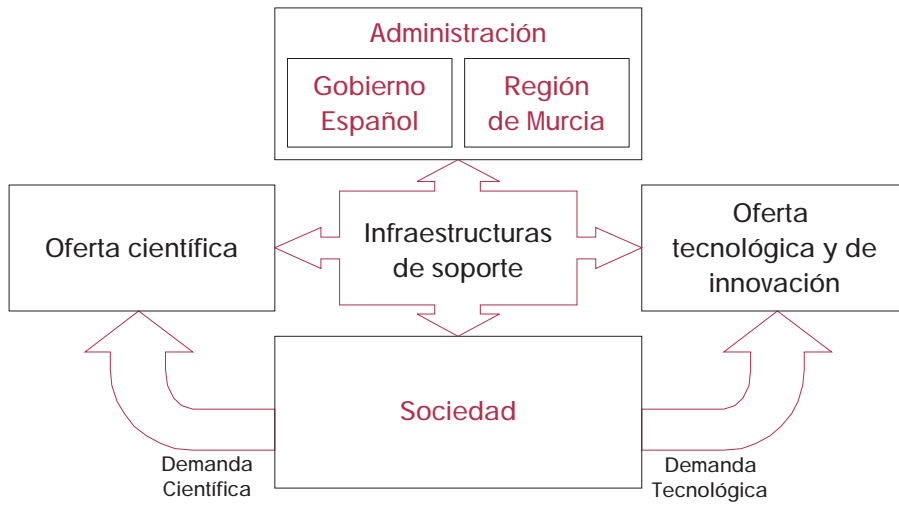 Administración
Gobierno
Español
Región
de Murcia
Oferta científica
Infraestructuras
de soporte
Oferta
tecnológica y de
innovación
Sociedad
Demanda
Científica
Demanda
Tecnológica